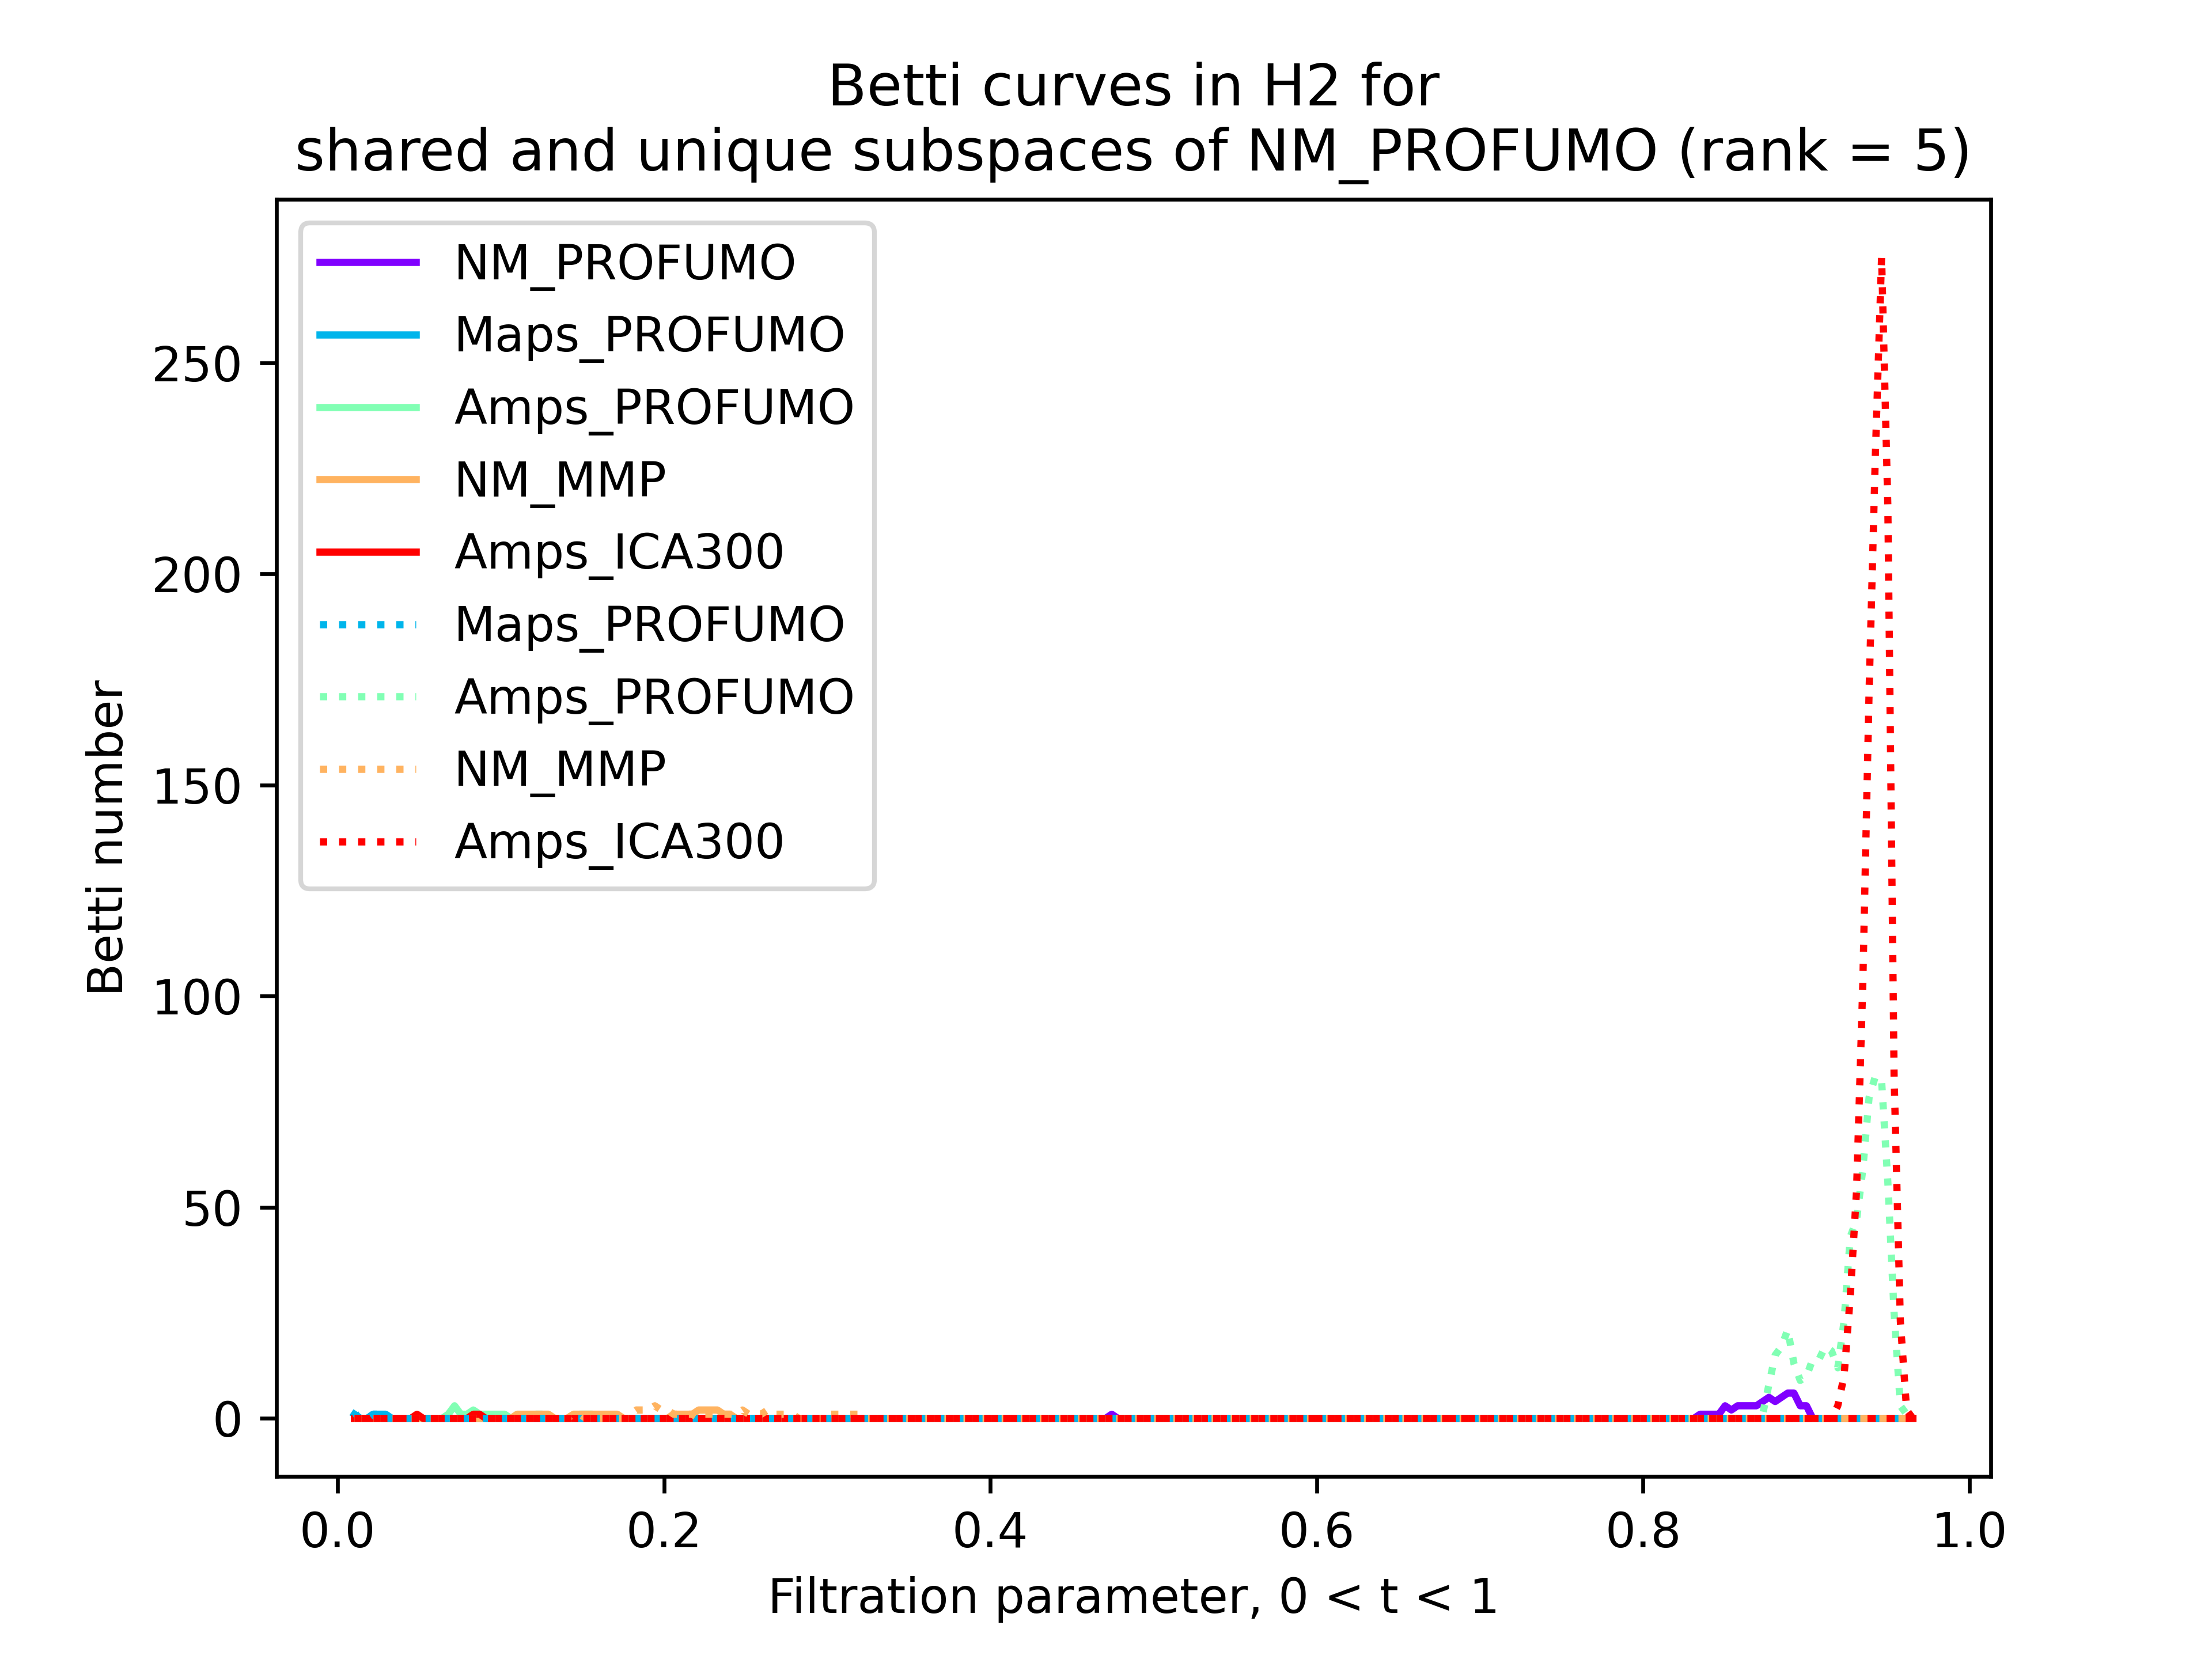 Betti curves in H2 for
shared and unique subspaces of NM_PROFUMO (rank = 5)
NM_PROFUMO
Maps_PROFUMO
Amps_PROFUMO
NM_MMP
Amps_ICA300
Maps_PROFUMO
Amps_PROFUMO
NM_MMP
Amps_ICA300
Betti number
250
200
150
100
50
0
0.0 0.2 0.4 0.6 0.8 1.0
Filtration parameter, 0 < t < 1